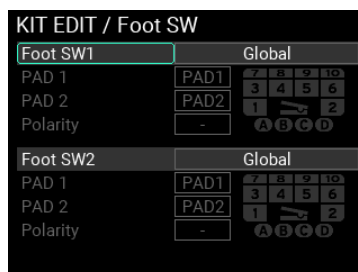 KIT EDIT / Foot SW
Foot SW1 Global
PAD 1 PAD1
PAD 2 PAD2
Polarity -
7 8 9 10
3 4 5 6
1 2
A B C D
Foot SW2 Global
PAD 1 PAD1
PAD 2 PAD2
Polarity -
7 8 9 10
3 4 5 6
1 2
A B C D